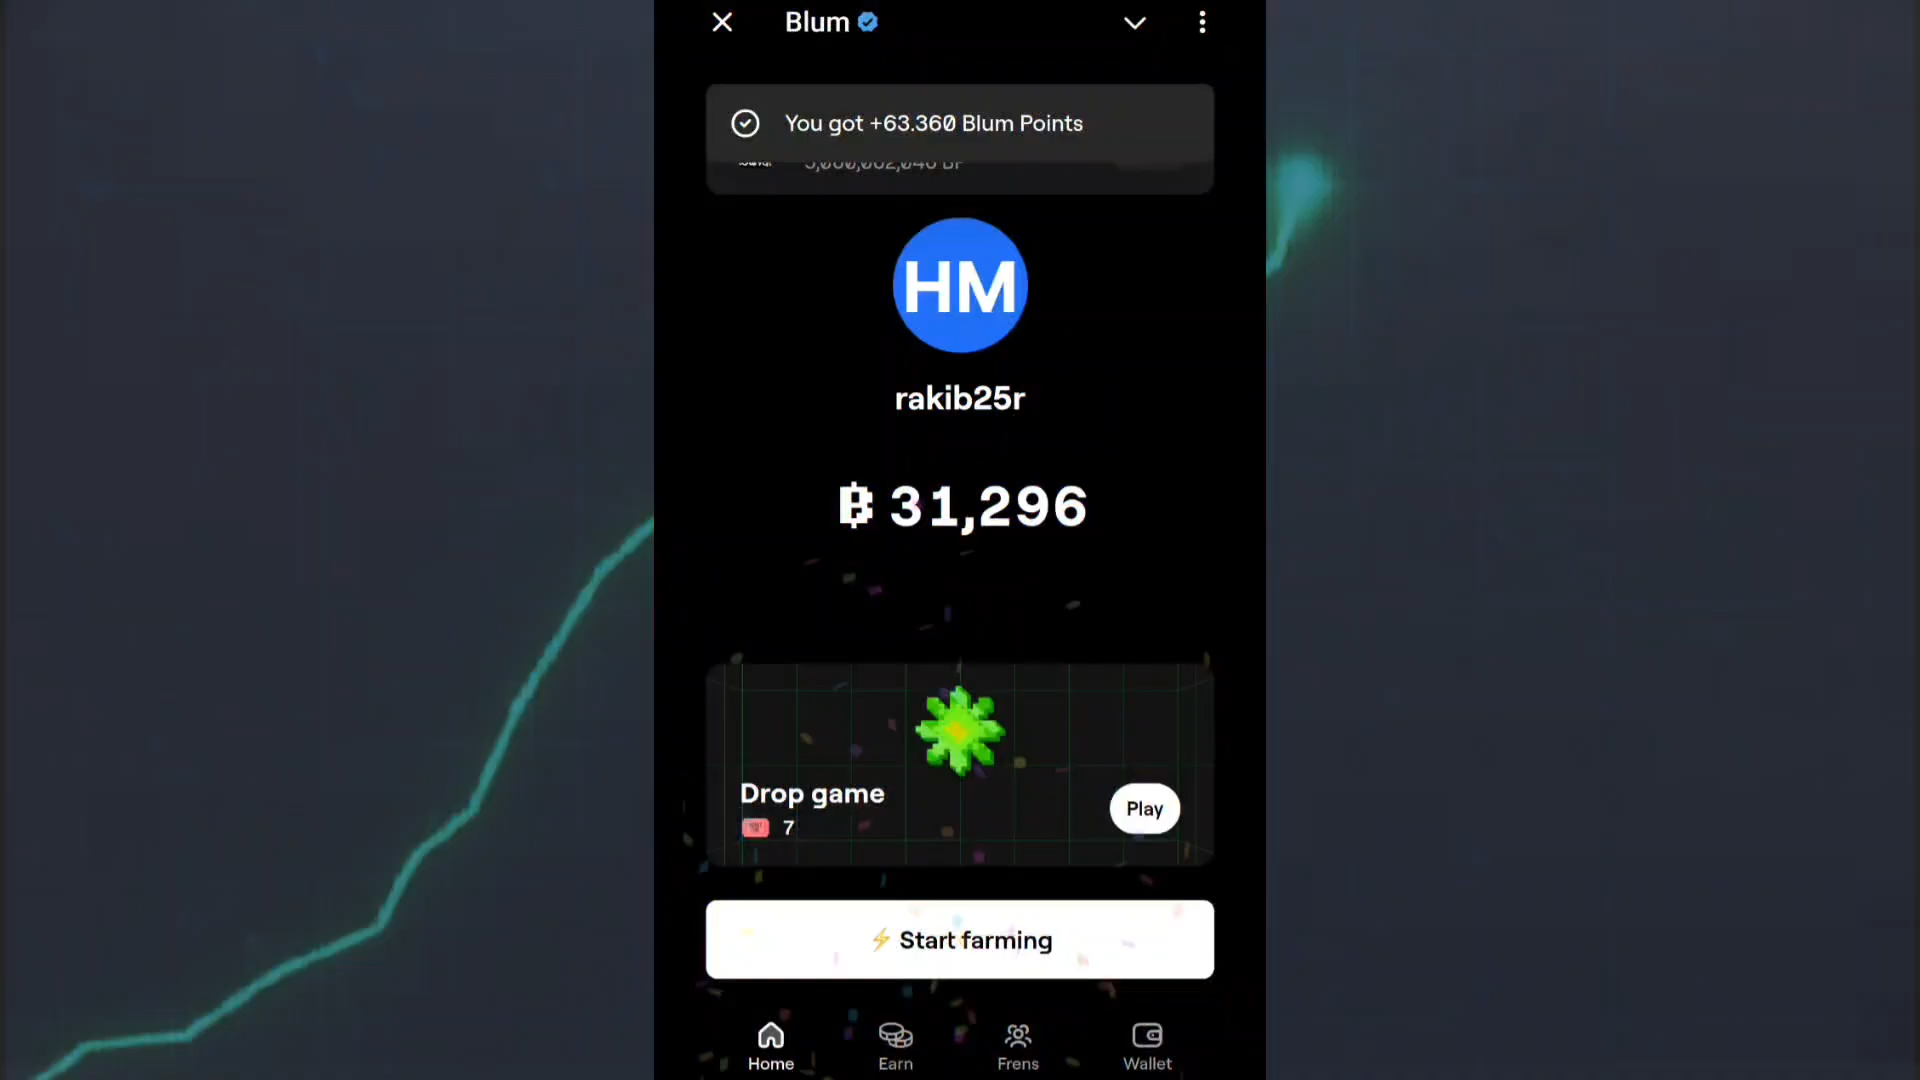 Blum
You got +63.360 Blum Points
HM
rakib25r
31,296
Drop game
7
Play
Start farming
Home
Earn
Frens
Wallet